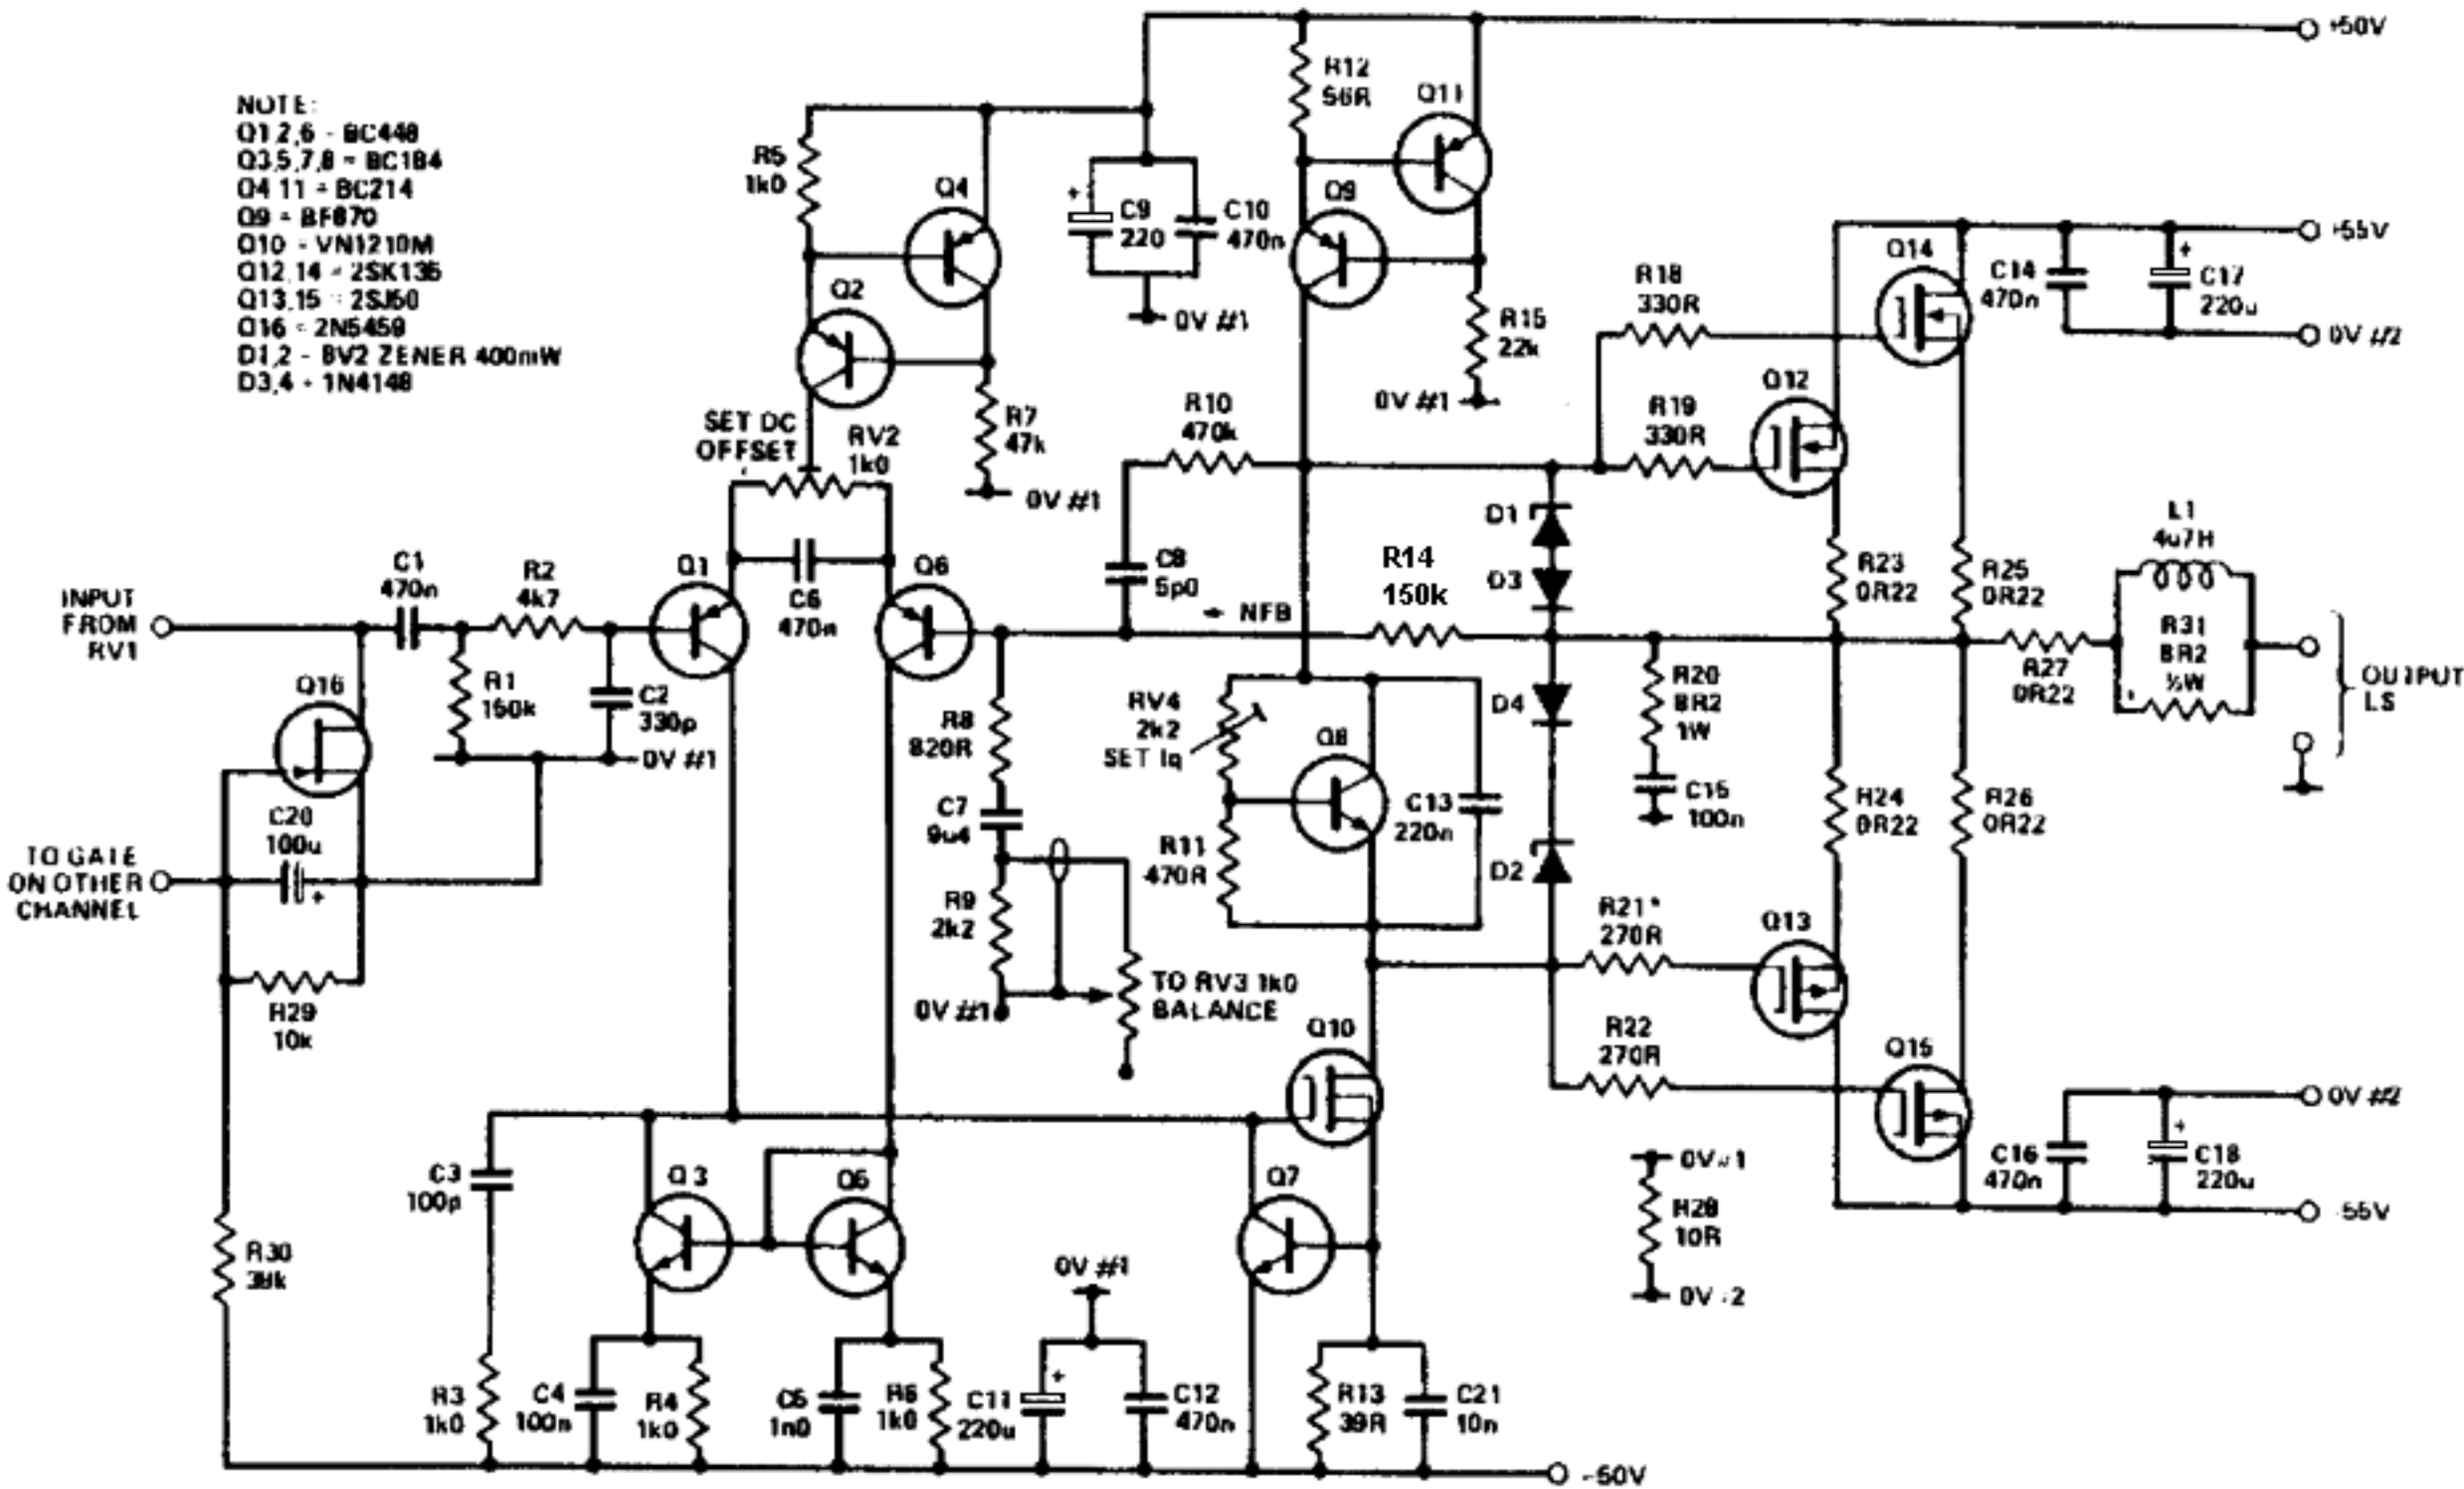 NOTE:
Q1,2,6 - BC448
Q3,5,7,8 = BC184
Q4 11 = BC214
Q9 = BF870
Q10 - VN1210M
Q12,14 = 2SK135
Q13,15 = 2SJ50
Q16 = 2N5459
D1,2 - 8V2 ZENER 400mW
D3,4 - 1N4148
+50V
R12
56R
Q11
R5
1k0
Q4
C9
220
C10
470n
0V #1
Q9
Q2
R15
22k
0V #1
R18
330R
Q14
C14
470n
C17
220u
+55V
0V #2
SET DC
OFFSET
RV2
1k0
R7
47k
0V #1
R10
470k
R19
330R
Q12
INPUT
FROM
RV1
C1
470n
R2
4k7
Q1
C6
470n
Q6
C8
5p0
NFB
R14
150k
D1
D3
R23
0R22
R25
0R22
L1
4u7H
R31
8R2
½W
R27
0R22
OUTPUT
LS
Q16
R1
150k
C2
330p
0V #1
R8
820R
RV4
2k2
SET Iq
Q8
D4
R20
8R2
1W
C15
100n
C20
100u
C7
9u4
R11
470R
C13
220n
D2
R24
0R22
R26
0R22
TO GATE
ON OTHER
CHANNEL
R9
2k2
R21*
270R
Q13
R29
10k
0V #1
TO RV3 1k0
BALANCE
Q10
R22
270R
Q15
0V #2
C3
100p
Q3
Q5
Q7
0V #1
R28
10R
0V #2
C16
470n
C18
220u
-55V
R30
39k
0V #1
R3
1k0
C4
100n
R4
1k0
C5
1n0
R6
1k0
C11
220u
C12
470n
R13
39R
C21
10n
-50V